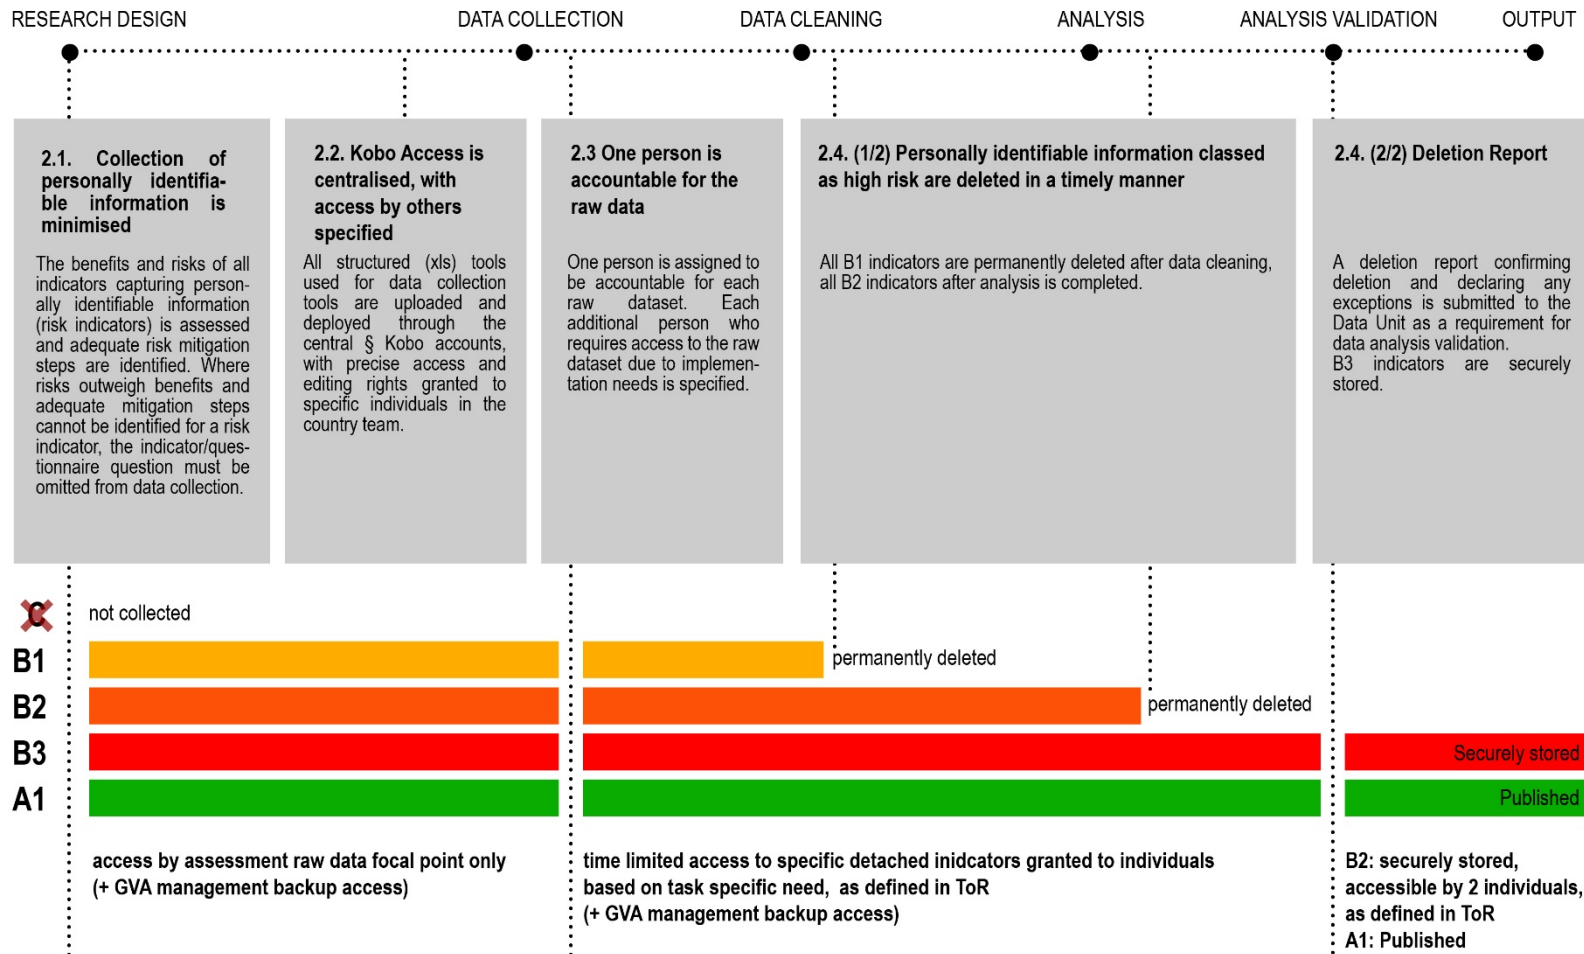 RESEARCH DESIGN
DATA COLLECTION
DATA CLEANING
ANALYSIS
ANALYSIS VALIDATION
OUTPUT
2.1. Collection of
personally identifia-
ble information is
minimised
The benefits and risks of all
indicators capturing person-
ally identifiable information
(risk indicators) is assessed
and adequate risk mitigation
steps are identified. Where
risks outweigh benefits and
adequate mitigation steps
cannot be identified for a risk
indicator, the indicator/ques-
tionnaire question must be
omitted from data collection.
2.2. Kobo Access is
centralised, with
access by others
specified
All structured (xls) tools
used for data collection
tools are uploaded and
deployed through the
central § Kobo accounts,
with precise access and
editing rights granted to
specific individuals in the
country team.
2.3 One person is
accountable for the
raw data
One person is assigned to
be accountable for each
raw dataset. Each
additional person who
requires access to the raw
dataset due to implemen-
tation needs is specified.
2.4. (1/2) Personally identifiable information classed
as high risk are deleted in a timely manner
All B1 indicators are permanently deleted after data cleaning,
all B2 indicators after analysis is completed.
2.4. (2/2) Deletion Report
A deletion report confirming
deletion and declaring any
exceptions is submitted to the
Data Unit as a requirement for
data analysis validation.
B3 indicators are securely
stored.
C not collected
B1 permanently deleted
B2 permanently deleted
B3 Securely stored
A1 Published
access by assessment raw data focal point only
(+ GVA management backup access)
time limited access to specific detached inidcators granted to individuals
based on task specific need, as defined in ToR
(+ GVA management backup access)
B2: securely stored,
accessible by 2 individuals,
as defined in ToR
A1: Published